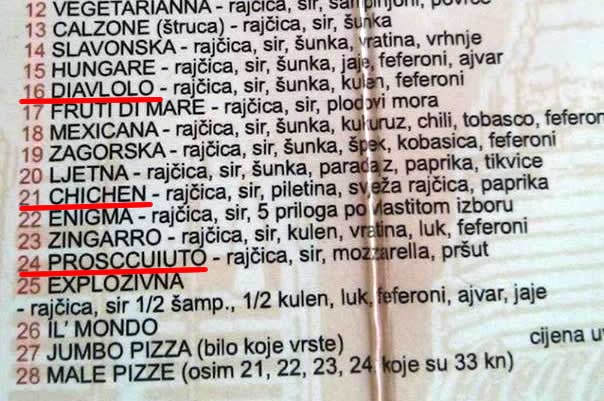 12 VEGETARIANNA - rajčica, sir, šampinjoni, povrće
13 CALZONE (štruca) - rajčica, sir, šunka
14 SLAVONSKA - rajčica, sir, šunka, vratina, vrhnje
15 HUNGARE - rajčica, sir, šunka, jaje, feferoni, ajvar
16 DIAVLOLO - rajčica, sir, šunka, kulen, feferoni
17 FRUTI DI MARE - rajčica, sir, plodovi mora
18 MEXICANA - rajčica, sir, šunka, kukuruz, chili, tobasco, feferoni
19 ZAGORSKA - rajčica, sir, šunka, špek, kobasica, feferoni
20 LJETNA - rajčica, sir, šunka, paradaz, paprika, tikvice
21 CHICHEN - rajčica, sir, piletina, svježa rajčica, paprika
22 ENIGMA - rajčica, sir, 5 priloga po vlastitom izboru
23 ZINGARRO - rajčica, sir, kulen, vratina, luk, feferoni
24 PROSCCUIUTO - rajčica, sir, mozzarella, pršut
25 EXPLOZIVNA
- rajčica, sir 1/2 šamp., 1/2 kulen, luk, feferoni, ajvar, jaje
26 IL' MONDO
27 JUMBO PIZZA (bilo koje vrste) cijena
28 MALE PIZZE (osim 21, 22, 23, 24 koje su 33 kn)